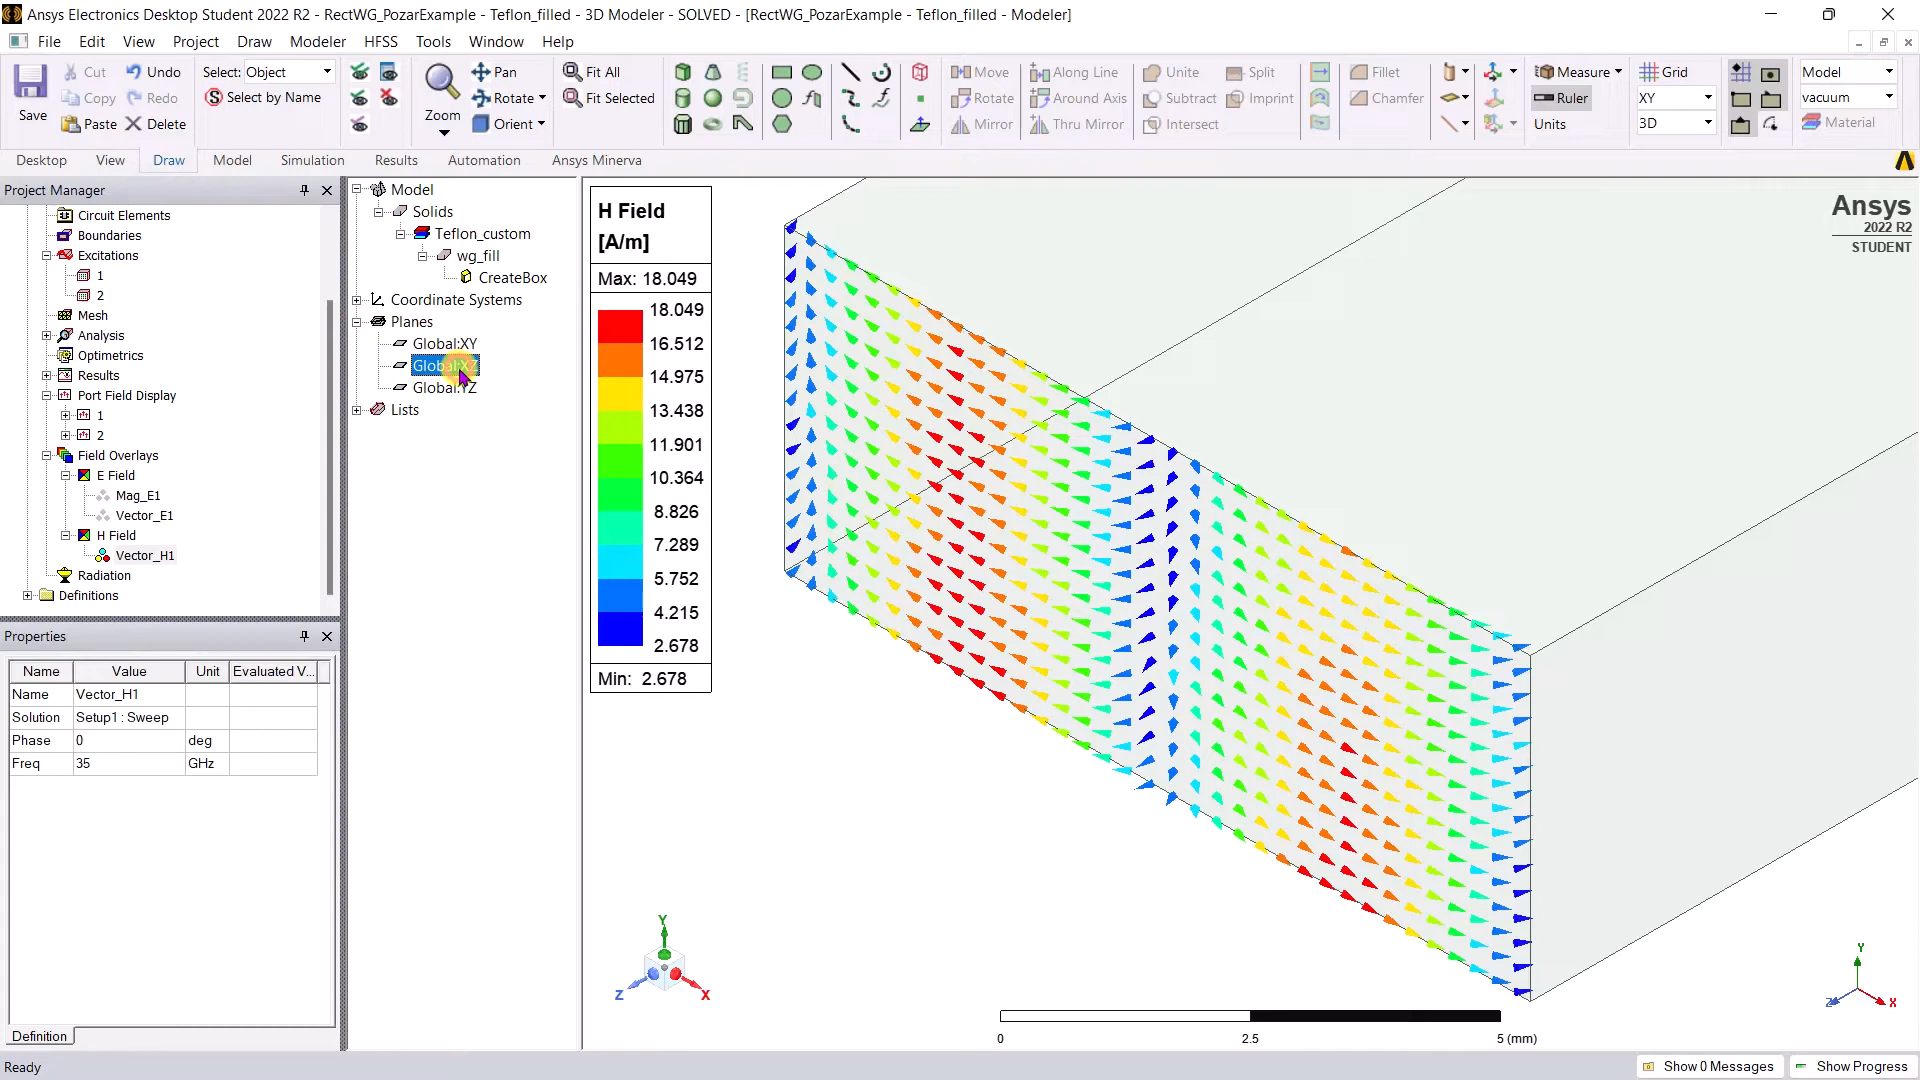 Ansys Electronics Desktop Student 2022 R2 - RectWG_PozarExample - Teflon_filled - 3D Modeler - SOLVED - [RectWG_PozarExample - Teflon_filled - Modeler]
File Edit View Project Draw Modeler HFSS Tools Window Help
Save
Cut Undo
Copy Redo
Paste Delete
Select: Object
Select by Name
Zoom
Pan
Rotate
Orient
Fit All
Fit Selected
Move Along Line Unite Split Fillet
Rotate Around Axis Subtract Imprint Chamfer
Mirror Thru Mirror Intersect
Measure Grid Model
Ruler XY vacuum
Units 3D Material
Desktop View Draw Model Simulation Results Automation Ansys Minerva
Project Manager
Circuit Elements
Boundaries
Excitations
1
2
Mesh
Analysis
Optimetrics
Results
Port Field Display
1
2
Field Overlays
E Field
Mag_E1
Vector_E1
H Field
Vector_H1
Radiation
Definitions
Properties
Name Value Unit Evaluated V...
Name Vector_H1
Solution Setup1 : Sweep
Phase 0 deg
Freq 35 GHz
Definition
Model
Solids
Teflon_custom
wg_fill
CreateBox
Coordinate Systems
Planes
Global:XY
Global:XZ
Global:YZ
Lists
H Field
[A/m]
Max: 18.049
18.049
16.512
14.975
13.438
11.901
10.364
8.826
7.289
5.752
4.215
2.678
Min: 2.678
Ansys
2022 R2
STUDENT
Y
Z X
Y
Z X
0 2.5 5 (mm)
Ready
Show 0 Messages Show Progress